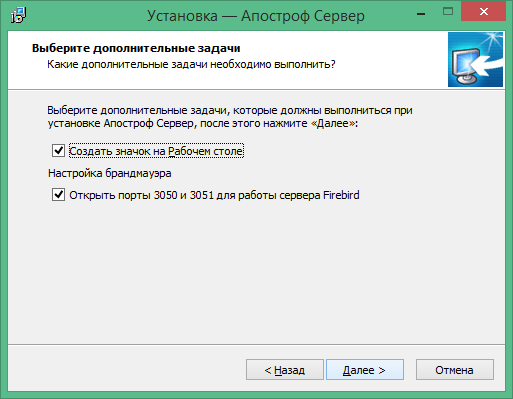 Установка — Апостроф Сервер
Выберите дополнительные задачи
Какие дополнительные задачи необходимо выполнить?
Выберите дополнительные задачи, которые должны выполниться при
установке Апостроф Сервер, после этого нажмите «Далее»:
Создать значок на Рабочем столе
Настройка брандмауэра
Открыть порты 3050 и 3051 для работы сервера Firebird
< Назад
Далее >
Отмена